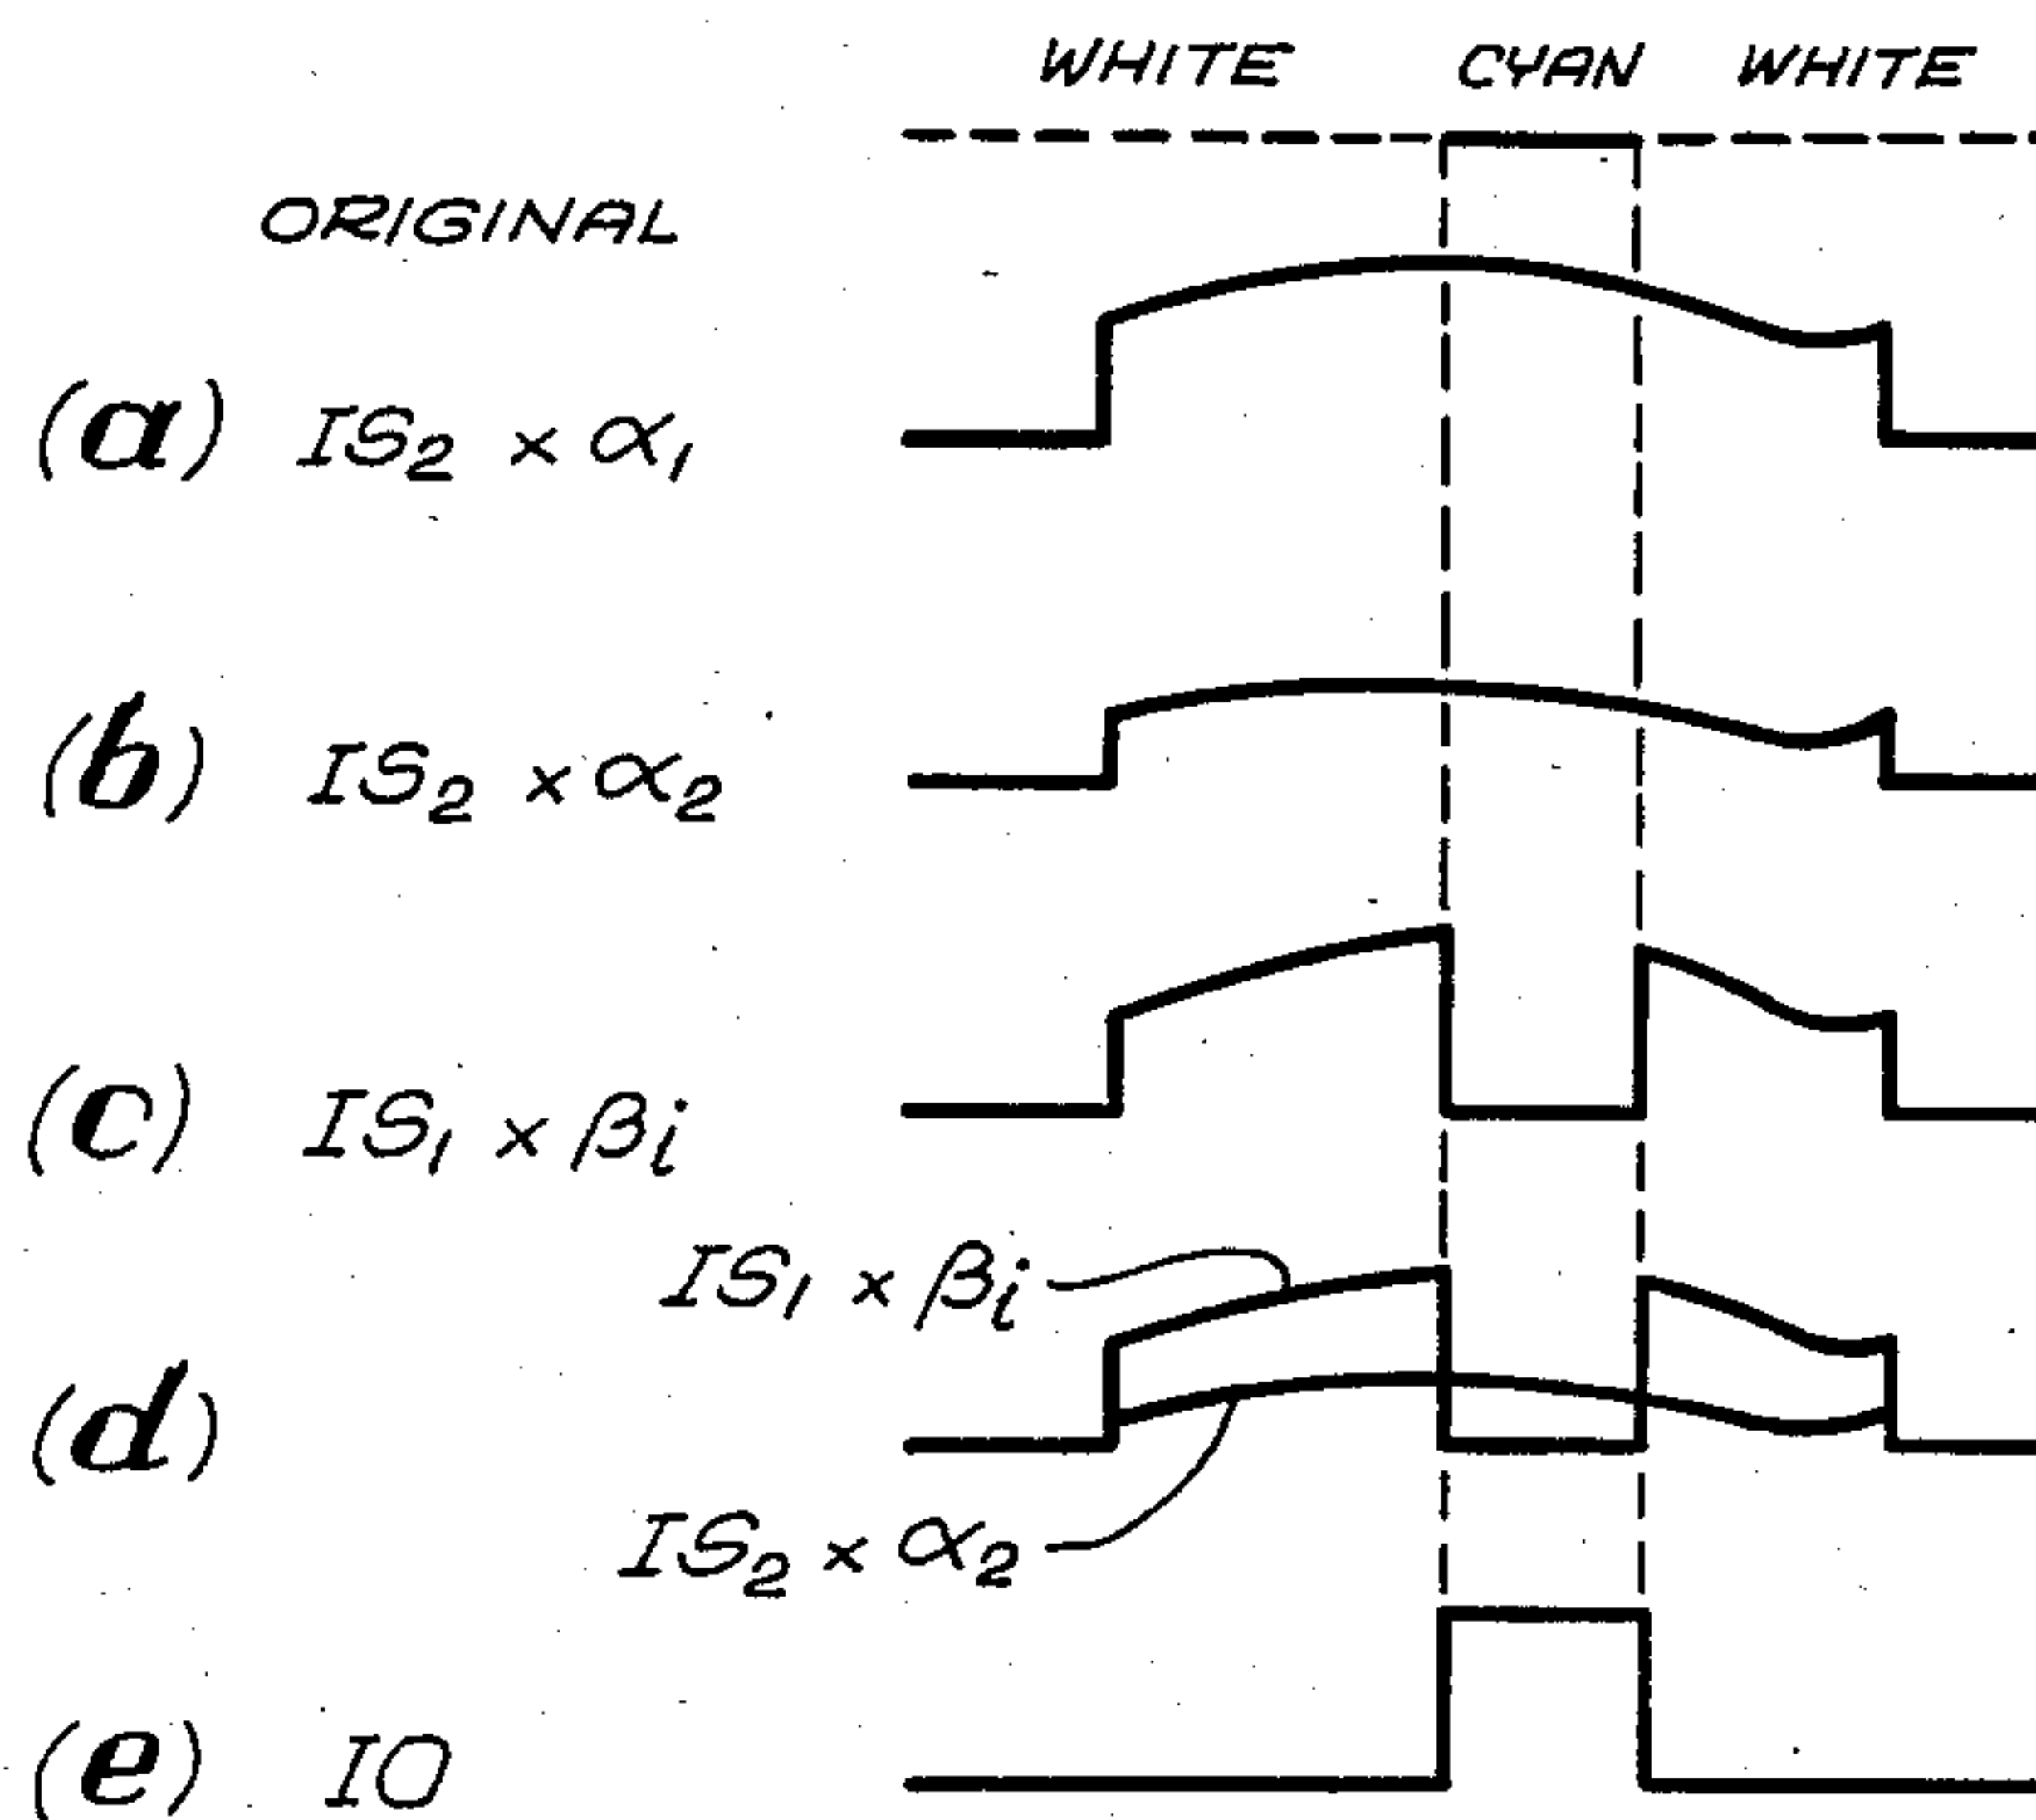 WHITE CYAN WHITE
ORIGINAL
(a) IS₂ × α₁
(b) IS₂ × α₂
(c) IS₁ × βi
IS₁ × βi
(d)
IS₂ × α₂
(e) IO